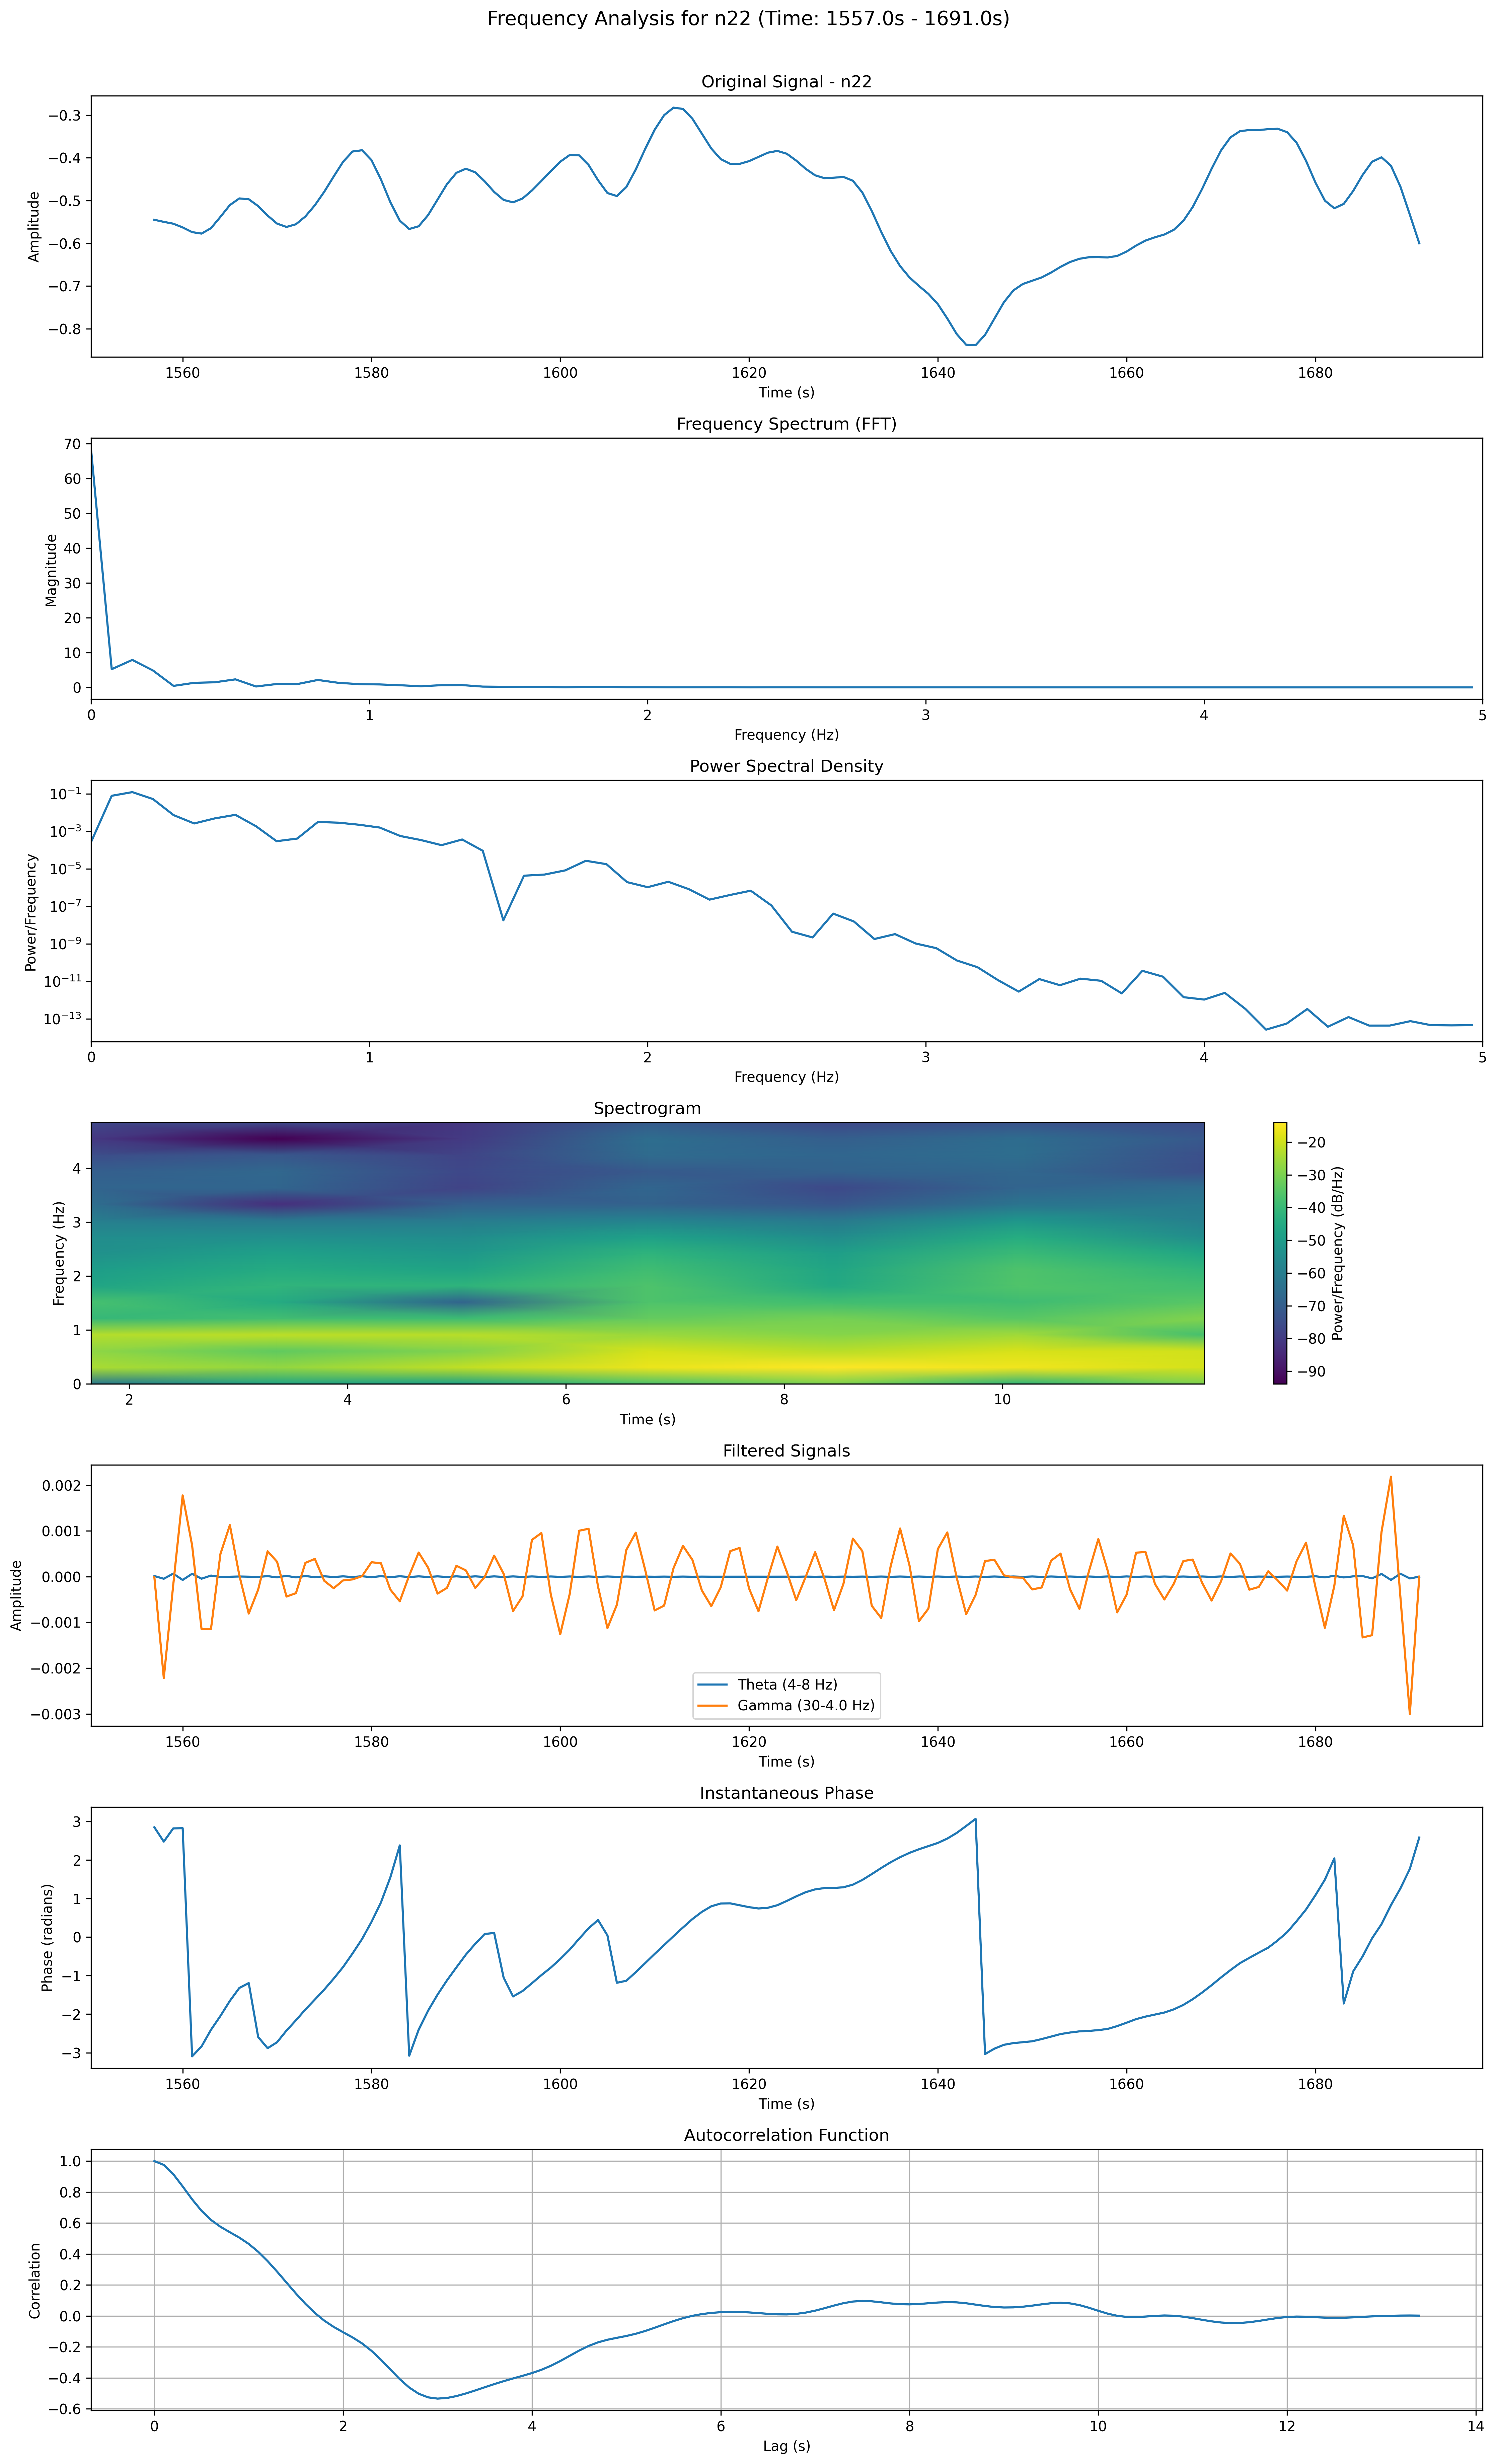 Frequency Analysis for n22 (Time: 1557.0s - 1691.0s)
Original Signal - n22
Amplitude
−0.3
−0.4
−0.5
−0.6
−0.7
−0.8
1560 1580 1600 1620 1640 1660 1680
Time (s)
Frequency Spectrum (FFT)
Magnitude
70
60
50
40
30
20
10
0
0 1 2 3 4 5
Frequency (Hz)
Power Spectral Density
Power/Frequency
10⁻¹
10⁻³
10⁻⁵
10⁻⁷
10⁻⁹
10⁻¹¹
10⁻¹³
0 1 2 3 4 5
Frequency (Hz)
Spectrogram
Frequency (Hz)
4
3
2
1
0
2 4 6 8 10
Time (s)
−20
−30
−40
−50
−60
−70
−80
−90
Power/Frequency (dB/Hz)
Filtered Signals
Amplitude
0.002
0.001
0.000
−0.001
−0.002
−0.003
Theta (4-8 Hz)
Gamma (30-4.0 Hz)
1560 1580 1600 1620 1640 1660 1680
Time (s)
Instantaneous Phase
Phase (radians)
3
2
1
0
−1
−2
−3
1560 1580 1600 1620 1640 1660 1680
Time (s)
Autocorrelation Function
Correlation
1.0
0.8
0.6
0.4
0.2
0.0
−0.2
−0.4
−0.6
0 2 4 6 8 10 12 14
Lag (s)